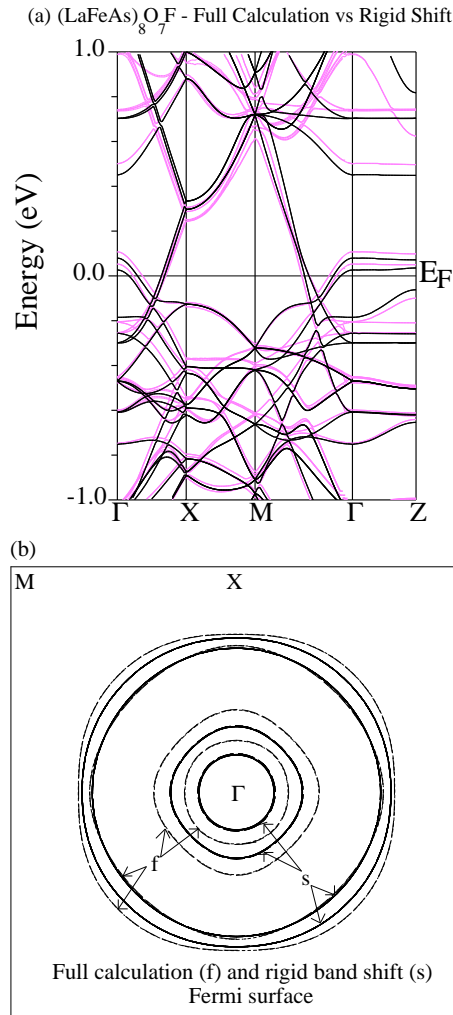 (a) (LaFeAs)8O7F - Full Calculation vs Rigid Shift
1.0
Energy (eV)
0.0
EF
-1.0
Γ X M Γ Z
(b)
M X
Γ
f s
Full calculation (f) and rigid band shift (s)
Fermi surface